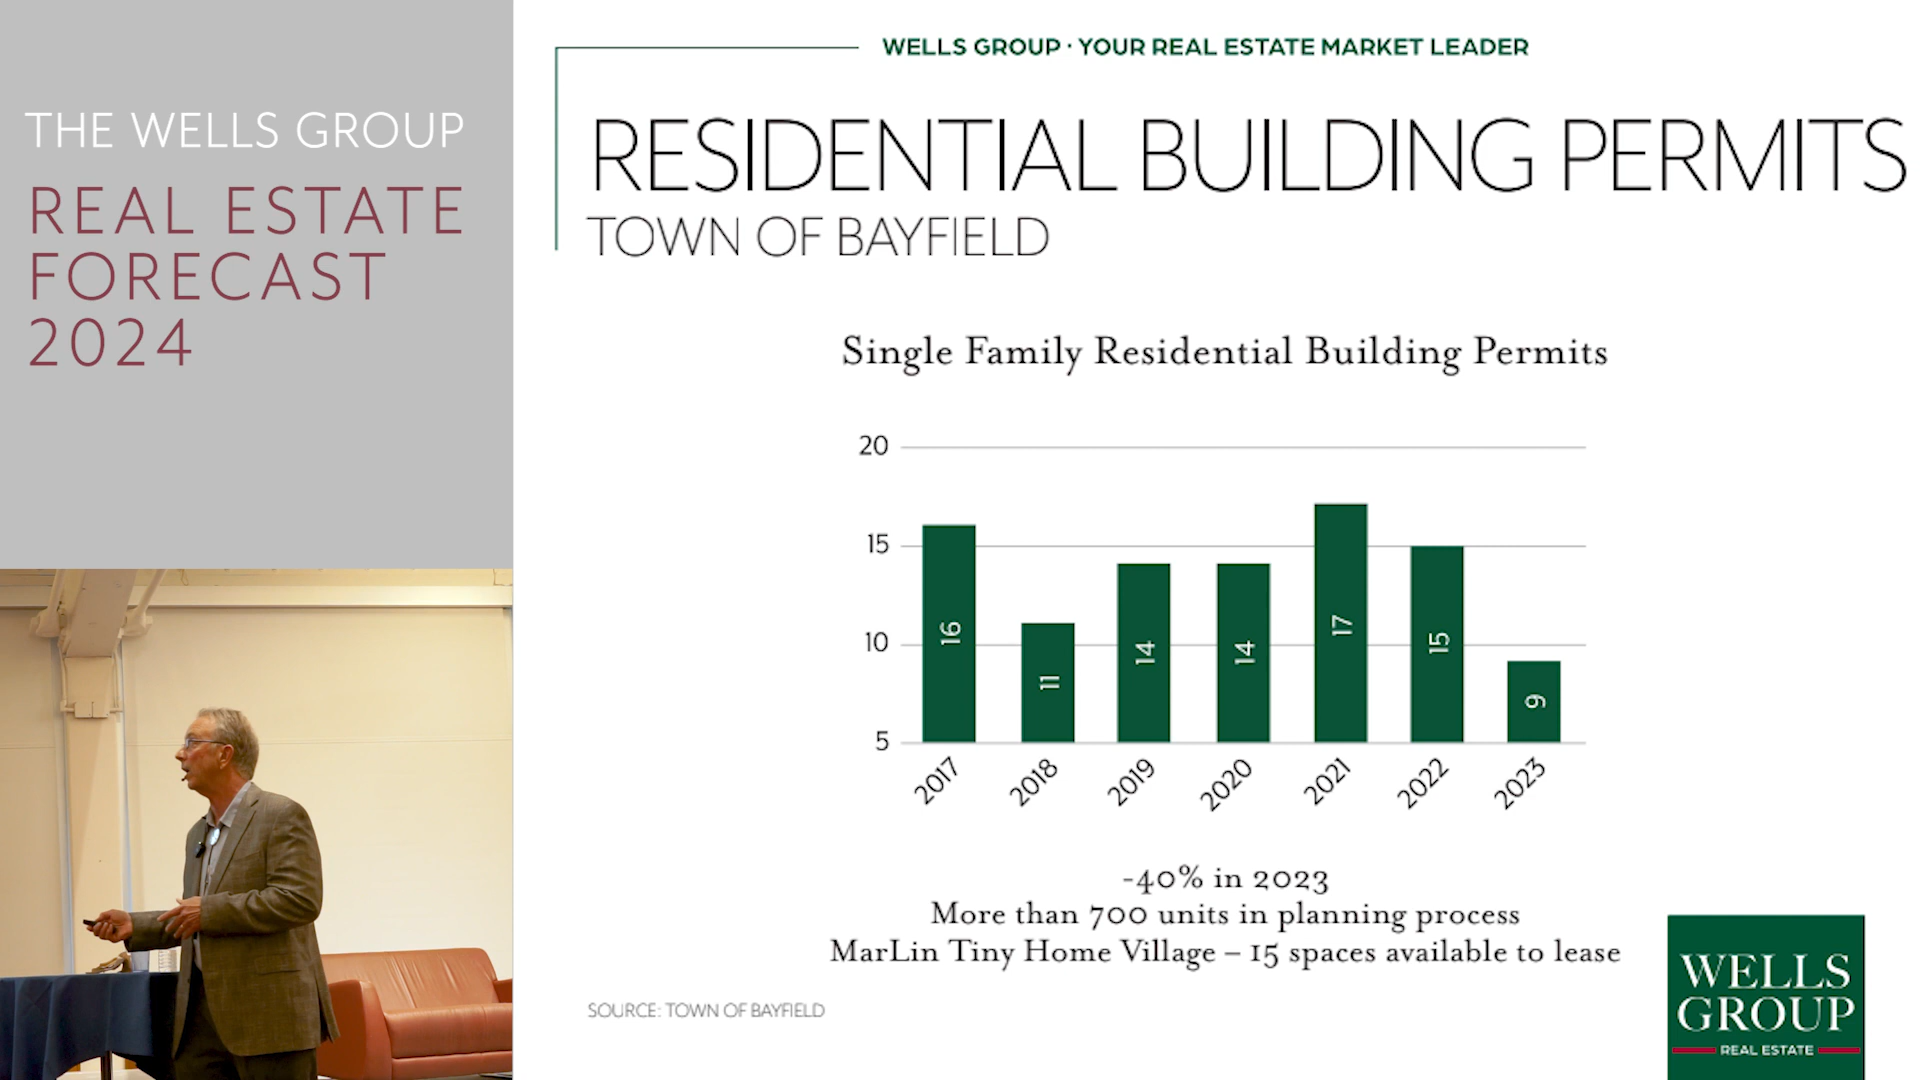 THE WELLS GROUP
REAL ESTATE
FORECAST
2024
WELLS GROUP · YOUR REAL ESTATE MARKET LEADER
RESIDENTIAL BUILDING PERMITS
TOWN OF BAYFIELD
Single Family Residential Building Permits
20
15
10
5
16
11
14
14
17
15
9
2017
2018
2019
2020
2021
2022
2023
-40% in 2023
More than 700 units in planning process
MarLin Tiny Home Village – 15 spaces available to lease
SOURCE: TOWN OF BAYFIELD
WELLS
GROUP
REAL ESTATE